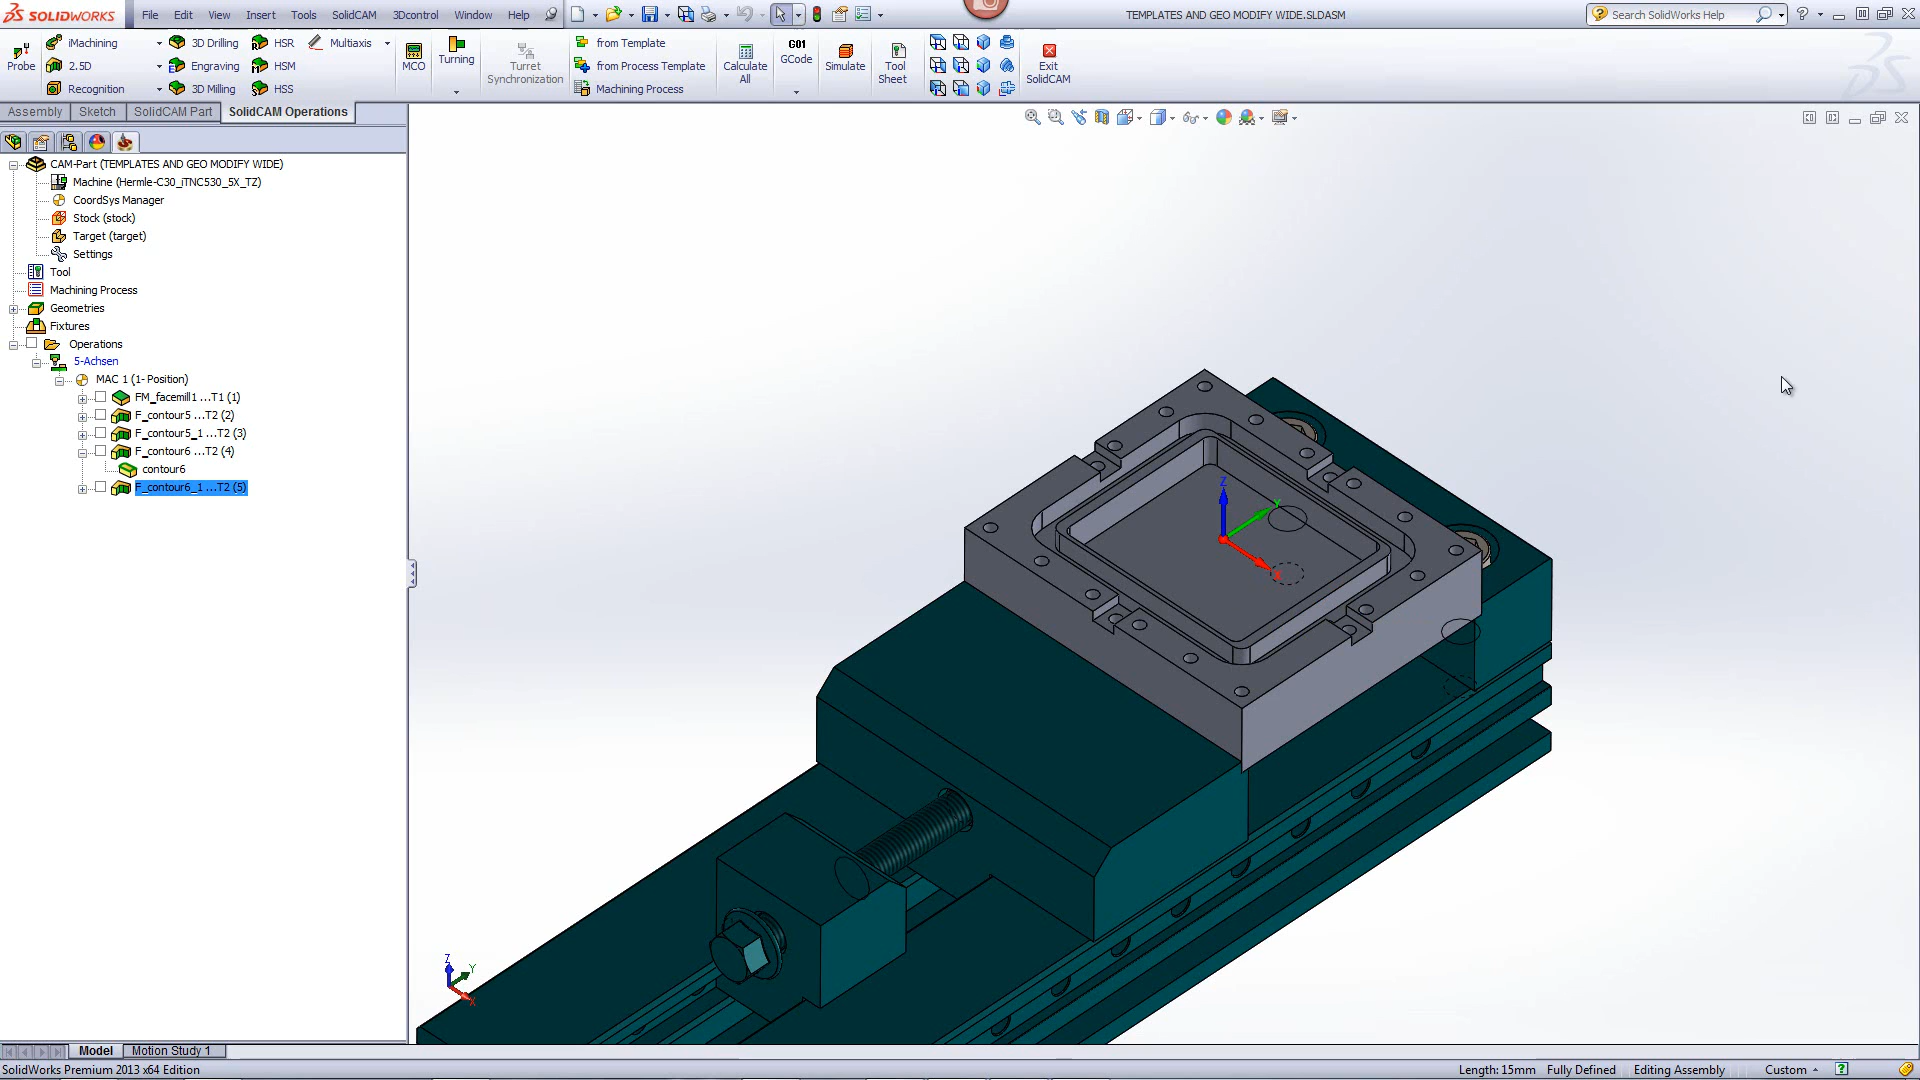 SOLIDWORKS File Edit View Insert Tools SolidCAM 3Dcontrol Window Help
TEMPLATES AND GEO MODIFY WIDE.SLDASM
Search SolidWorks Help
Probe
iMachining
2.5D
Recognition
3D Drilling
Engraving
3D Milling
HSR
HSM
HSS
Multiaxis
MCO
Turning
Turret
Synchronization
from Template
from Process Template
Machining Process
Calculate
All
G01
GCode
Simulate
Tool
Sheet
Exit
SolidCAM
Assembly Sketch SolidCAM Part SolidCAM Operations
CAM-Part (TEMPLATES AND GEO MODIFY WIDE)
Machine (Hermle-C30_iTNC530_5X_TZ)
CoordSys Manager
Stock (stock)
Target (target)
Settings
Tool
Machining Process
Geometries
Fixtures
Operations
5-Achsen
MAC 1 (1- Position)
FM_facemill1 ...T1 (1)
F_contour5 ...T2 (2)
F_contour5_1 ...T2 (3)
F_contour6 ...T2 (4)
contour6
F_contour6_1 ...T2 (5)
Z
Y
X
Z
Y
X
Model Motion Study 1
SolidWorks Premium 2013 x64 Edition
Length: 15mm Fully Defined Editing Assembly Custom